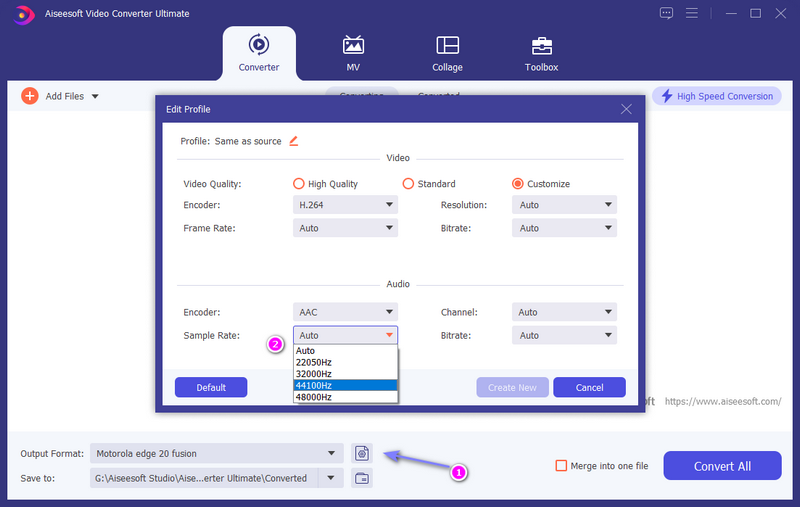 Aiseesoft Video Converter Ultimate
Converter
MV
Collage
Toolbox
Add Files
High Speed Conversion
Edit Profile
Profile: Same as source
Video
Video Quality: High Quality Standard Customize
Encoder: H.264 Resolution: Auto
Frame Rate: Auto Bitrate: Auto
Audio
Encoder: AAC Channel: Auto
2 Sample Rate: Auto Bitrate: Auto
Auto
22050Hz
32000Hz
44100Hz
48000Hz
Default
Create New
Cancel
https://www.aiseesoft.com/
Output Format: Motorola edge 20 fusion
1
Merge into one file
Convert All
Save to: G:\Aiseesoft Studio\Aise...erter Ultimate\Converted